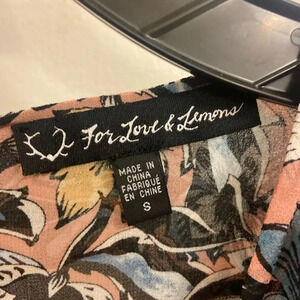 For Love & Lemons
MADE IN
CHINA
FABRIQUÉ
EN CHINE
S